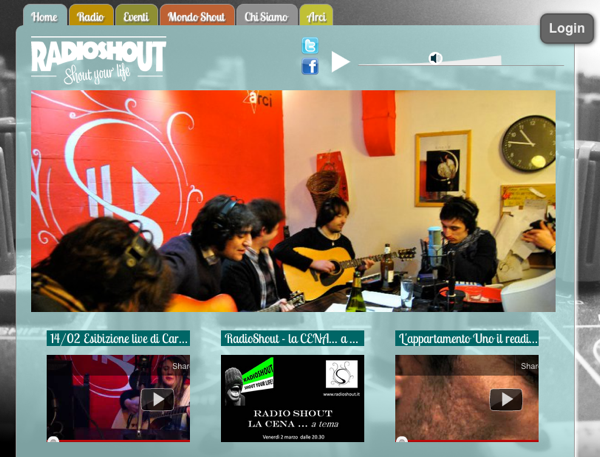 Home Radio Eventi Mondo Shout Chi Siamo Arci
Login
RADIOSHOUT
Shout your life
arci
14/02 Esibizione live di Car...
RadioShout - la CENA... a ...
L'appartamento Uno il readi...
Shar
RADIOSHOUT
SHOUT YOUR LIFE!
www.radioshout.it
RADIO SHOUT
LA CENA ... a tema
Venerdì 2 marzo dalle 20.30
Shar